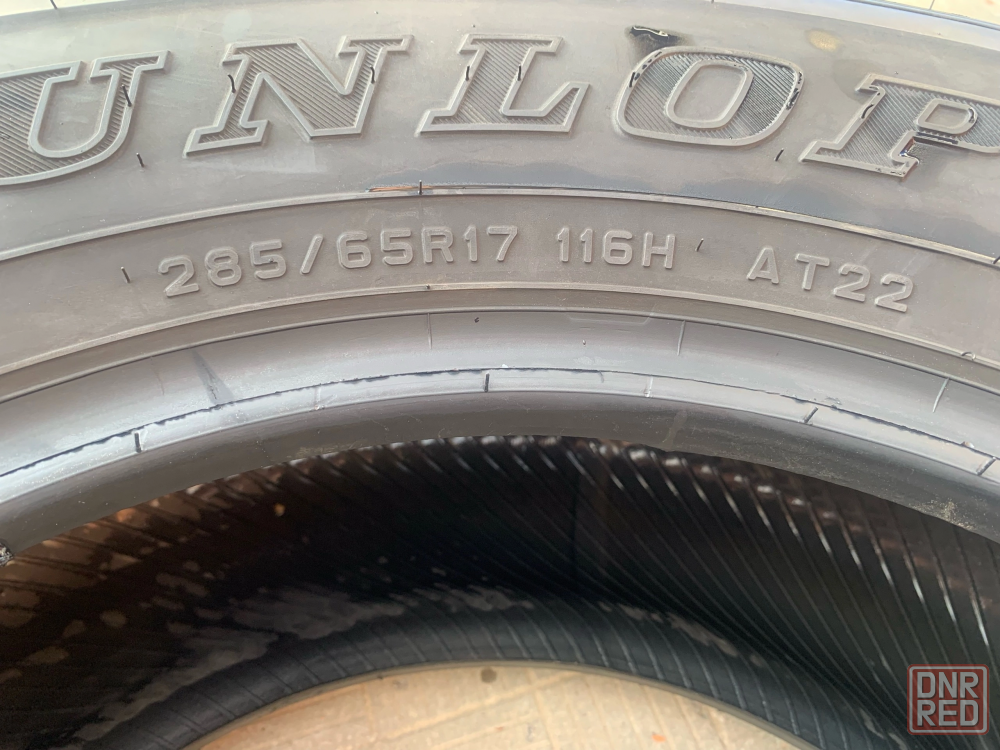 UNLOP
285/65R17 116H AT22
DNR
RED